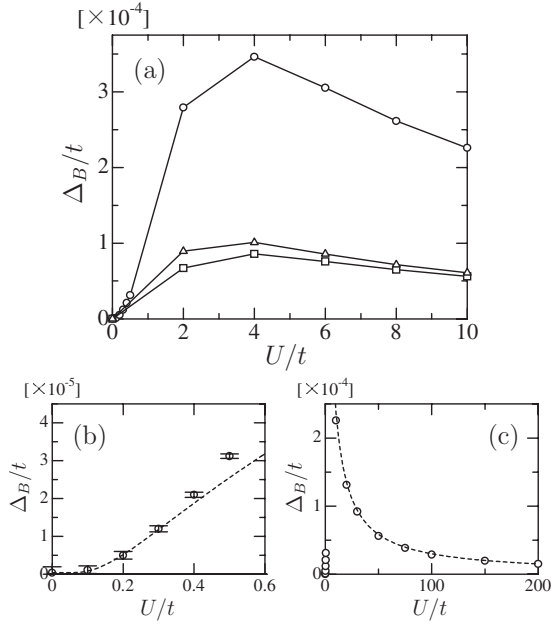 [×10⁻⁴]
(a)
Δ_B/t
3
2
1
0
0 2 4 6 8 10
U/t
[×10⁻⁵]
(b)
Δ_B/t
4
3
2
1
0
0 0.2 0.4 0.6
U/t
[×10⁻⁴]
(c)
Δ_B/t
2
1
0
0 100 200
U/t